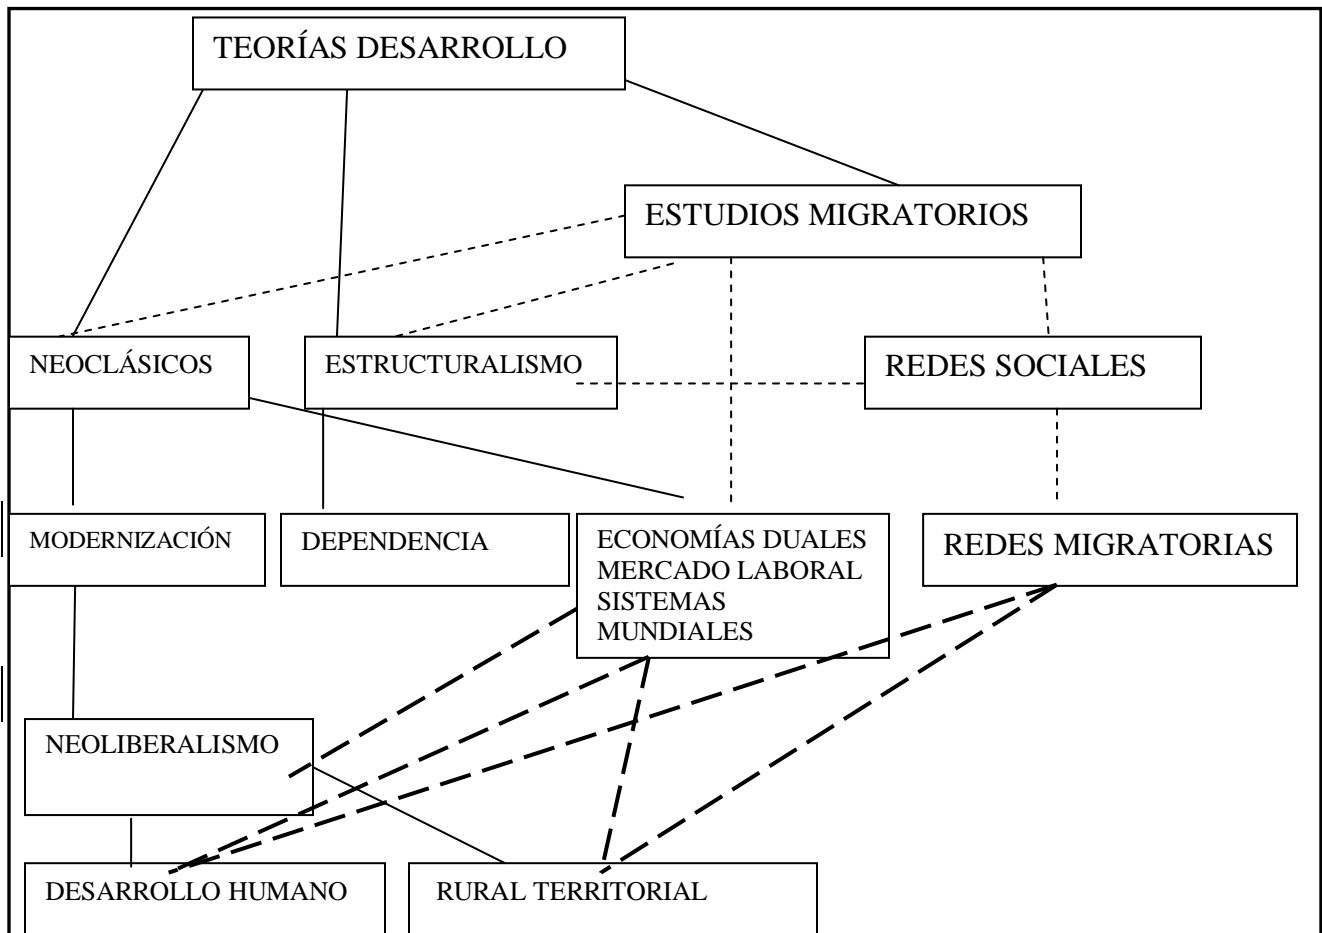 TEORÍAS DESARROLLO
ESTUDIOS MIGRATORIOS
NEOCLÁSICOS
ESTRUCTURALISMO
REDES SOCIALES
MODERNIZACIÓN
DEPENDENCIA
ECONOMÍAS DUALES
MERCADO LABORAL
SISTEMAS
MUNDIALES
REDES MIGRATORIAS
NEOLIBERALISMO
DESARROLLO HUMANO
RURAL TERRITORIAL